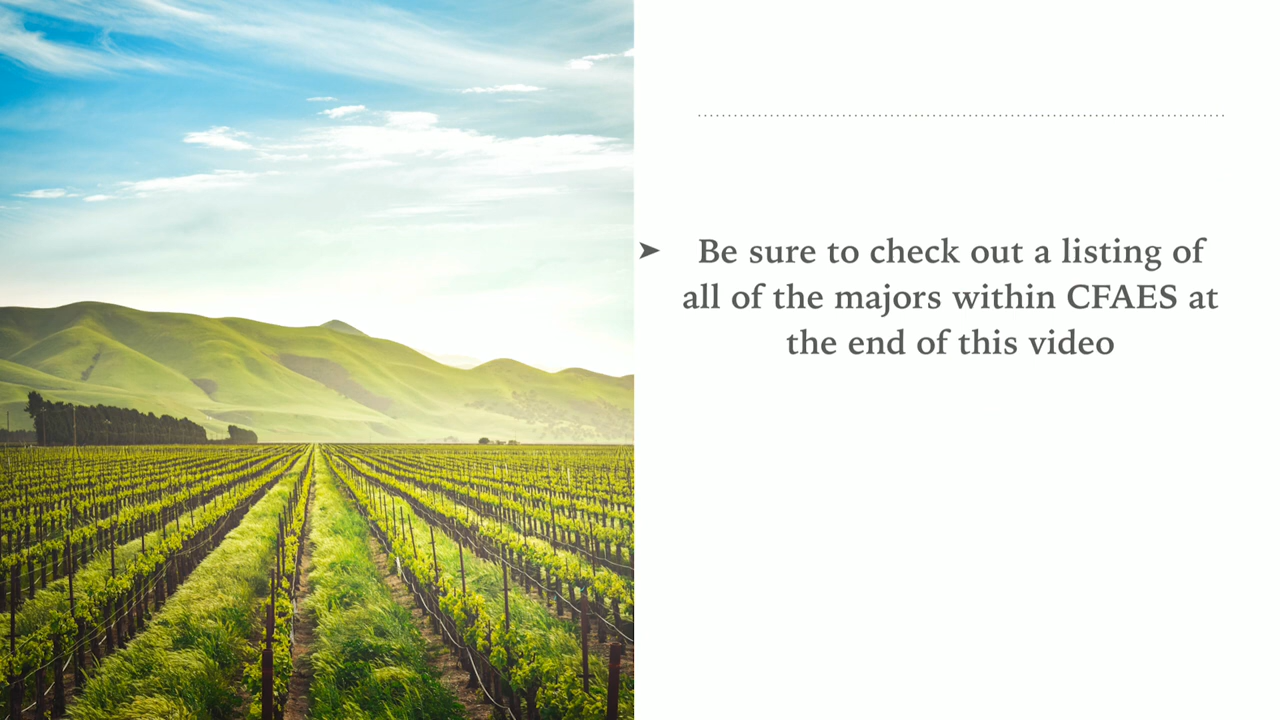 ➤ Be sure to check out a listing of
all of the majors within CFAES at
the end of this video